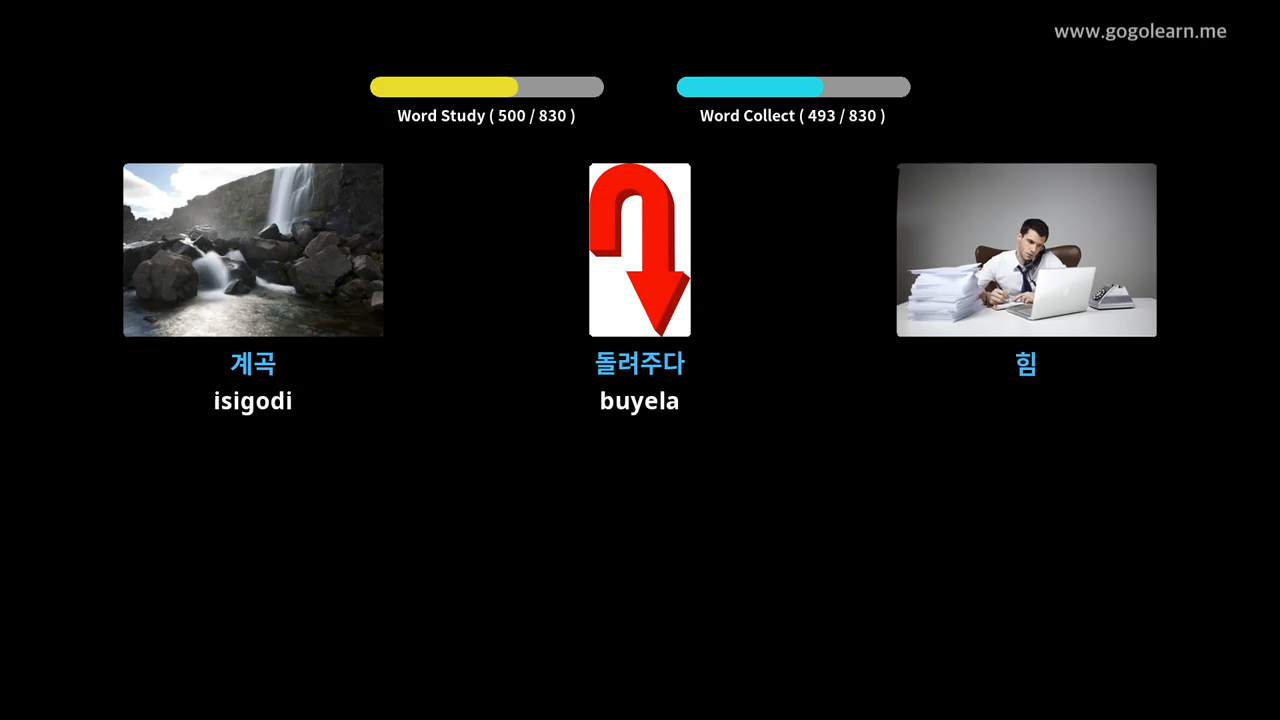 www.gogolearn.me
Word Study ( 500 / 830 )
Word Collect ( 493 / 830 )
계곡
isigodi
돌려주다
buyela
힘